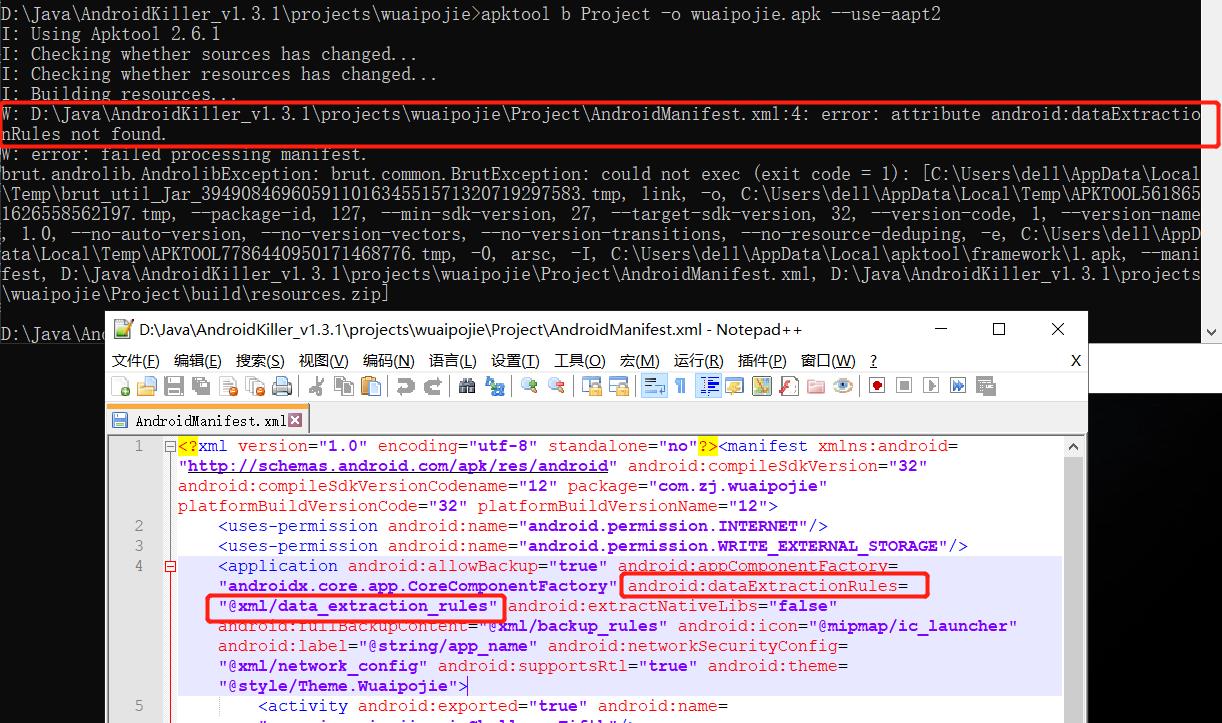 D:\Java\AndroidKiller_v1.3.1\projects\wuaipojie>apktool b Project -o wuaipojie.apk --use-aapt2
I: Using Apktool 2.6.1
I: Checking whether sources has changed...
I: Checking whether resources has changed...
I: Building resources...
W: D:\Java\AndroidKiller_v1.3.1\projects\wuaipojie\Project\AndroidManifest.xml:4: error: attribute android:dataExtractio
nRules not found.
W: error: failed processing manifest.
brut.androlib.AndrolibException: brut.common.BrutException: could not exec (exit code = 1): [C:\Users\dell\AppData\Local
\Temp\brut_util_Jar_39490846960591101634551571320719297583.tmp, link, -o, C:\Users\dell\AppData\Local\Temp\APKTOOL561865
1626558562197.tmp, --package-id, 127, --min-sdk-version, 27, --target-sdk-version, 32, --version-code, 1, --version-name
, 1.0, --no-auto-version, --no-version-vectors, --no-version-transitions, --no-resource-deduping, -e, C:\Users\dell\AppD
ata\Local\Temp\APKTOOL7786440950171468776.tmp, -0, arsc, -I, C:\Users\dell\AppData\Local\apktool\framework\1.apk, --mani
fest, D:\Java\AndroidKiller_v1.3.1\projects\wuaipojie\Project\AndroidManifest.xml, D:\Java\AndroidKiller_v1.3.1\projects
\wuaipojie\Project\build\resources.zip]
D:\Java\And
D:\Java\AndroidKiller_v1.3.1\projects\wuaipojie\Project\AndroidManifest.xml - Notepad++
文件(F) 编辑(E) 搜索(S) 视图(V) 编码(N) 语言(L) 设置(T) 工具(O) 宏(M) 运行(R) 插件(P) 窗口(W) ? X
AndroidManifest.xml
1 <?xml version="1.0" encoding="utf-8" standalone="no"?><manifest xmlns:android=
"http://schemas.android.com/apk/res/android" android:compileSdkVersion="32"
android:compileSdkVersionCodename="12" package="com.zj.wuaipojie"
platformBuildVersionCode="32" platformBuildVersionName="12">
2 <uses-permission android:name="android.permission.INTERNET"/>
3 <uses-permission android:name="android.permission.WRITE_EXTERNAL_STORAGE"/>
4 <application android:allowBackup="true" android:appComponentFactory=
"androidx.core.app.CoreComponentFactory" android:dataExtractionRules=
"@xml/data_extraction_rules" android:extractNativeLibs="false"
android:fullBackupContent="@xml/backup_rules" android:icon="@mipmap/ic_launcher"
android:label="@string/app_name" android:networkSecurityConfig=
"@xml/network_config" android:supportsRtl="true" android:theme=
"@style/Theme.Wuaipojie">
5 <activity android:exported="true" android:name=